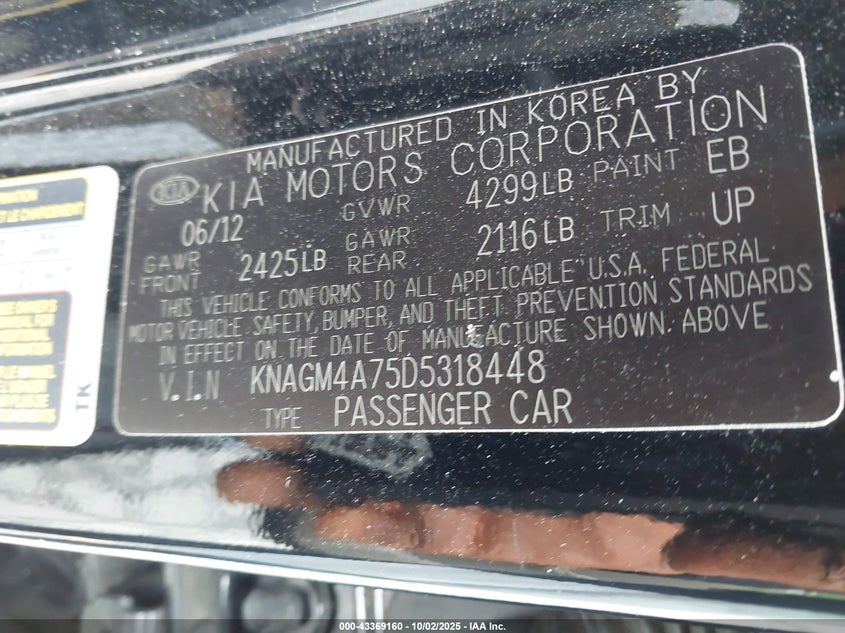 MANUFACTURED IN KOREA BY
KIA KIA MOTORS CORPORATION
06/12 GVWR 4299LB PAINT EB
GAWR FRONT 2425LB GAWR REAR 2116LB TRIM UP
THIS VEHICLE CONFORMS TO ALL APPLICABLE U.S.A. FEDERAL
MOTOR VEHICLE SAFETY, BUMPER, AND THEFT PREVENTION STANDARDS
IN EFFECT ON THE DATE OF MANUFACTURE SHOWN ABOVE
V.I.N KNAGM4A75D5318448
TYPE PASSENGER CAR
TK
000-43369160 - 10/02/2025 - IAA Inc.